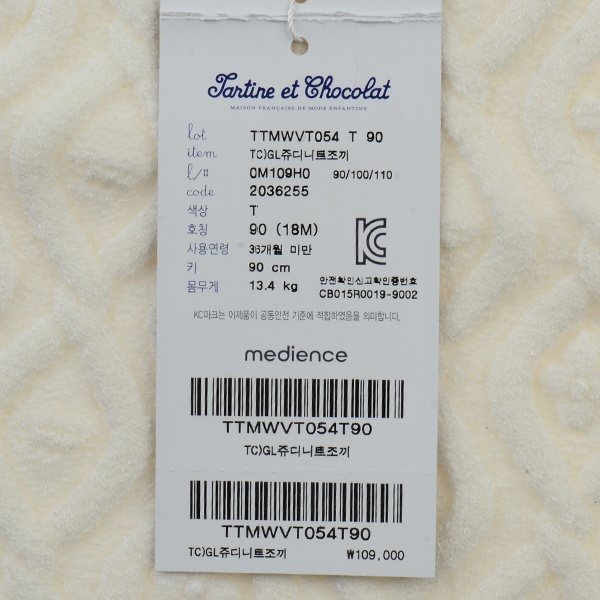 Tartine et Chocolat
MAISON FRANÇAISE DE MODE ENFANTINE
lot TTMWVT054 T 90
item TC)GL쥬디니트조끼
l/# 0M109H0 90/100/110
code 2036255
색상 T
호칭 90 (18M)
사용연령 36개월 미만
키 90 cm
몸무게 13.4 kg
안전확인신고확인증번호
CB015R0019-9002
KC마크는 이제품이 공동안전 기준에 적합하였음을 의미합니다.
medience
TTMWVT054T90
TC)GL쥬디니트조끼
TTMWVT054T90
TC)GL쥬디니트조끼 ₩109,000